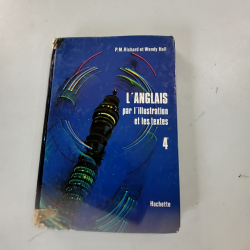 P.M. Richard et Wendy Hall
L'ANGLAIS
par l'illustration
et les textes
4
Hachette